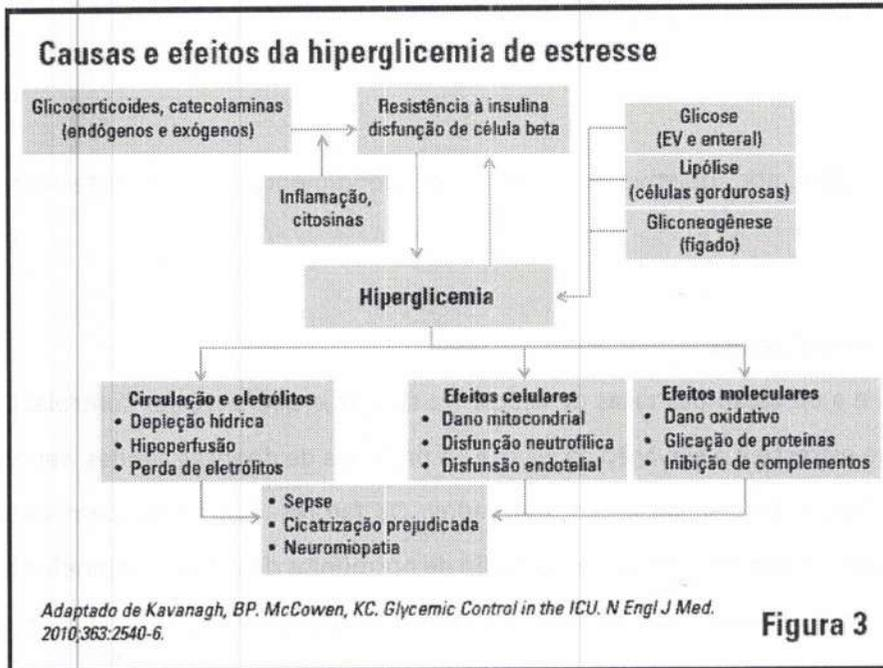 Causas e efeitos da hiperglicemia de estresse
Glicocorticoides, catecolaminas
(endógenos e exógenos)
Resistência à insulina
disfunção de célula beta
Glicose
(EV e enteral)
Lipólise
(células gordurosas)
Gliconeogênese
(fígado)
Inflamação,
citosinas
Hiperglicemia
Circulação e eletrólitos
• Depleção hídrica
• Hipoperfusão
• Perda de eletrólitos
Efeitos celulares
• Dano mitocondrial
• Disfunção neutrofílica
• Disfunsão endotelial
Efeitos moleculares
• Dano oxidativo
• Glicação de proteínas
• Inibição de complementos
• Sepse
• Cicatrização prejudicada
• Neuromiopatia
Adaptado de Kavanagh, BP. McCowen, KC. Glycemic Control in the ICU. N Engl J Med.
2010;363:2540-6.
Figura 3